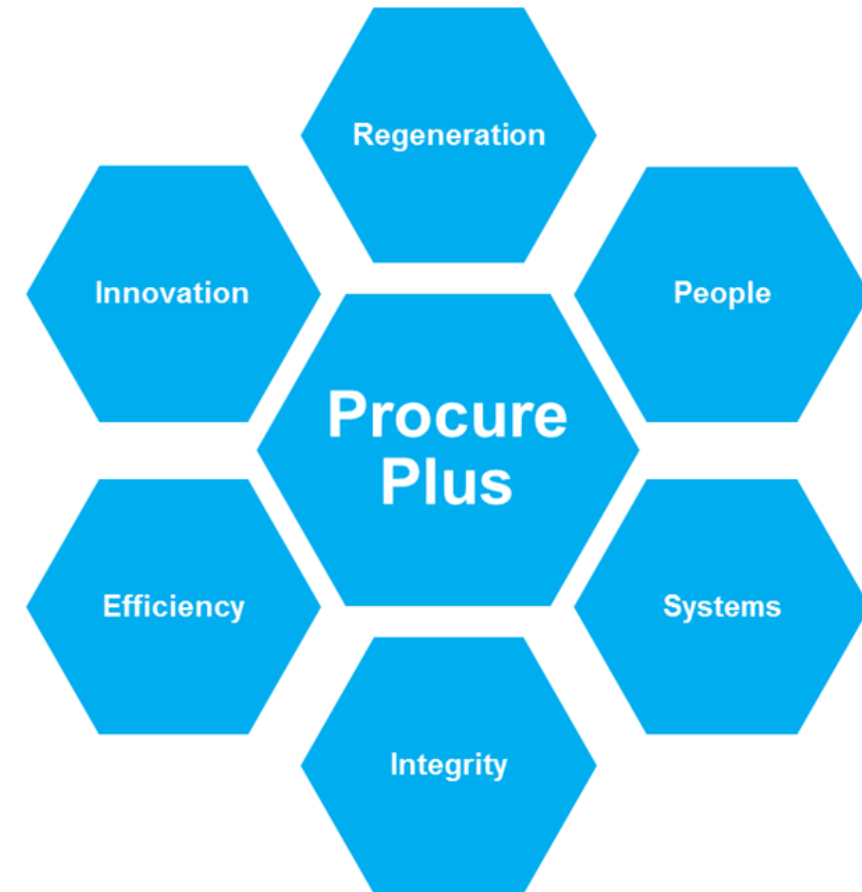 Regeneration
Innovation
People
Procure
Plus
Efficiency
Systems
Integrity